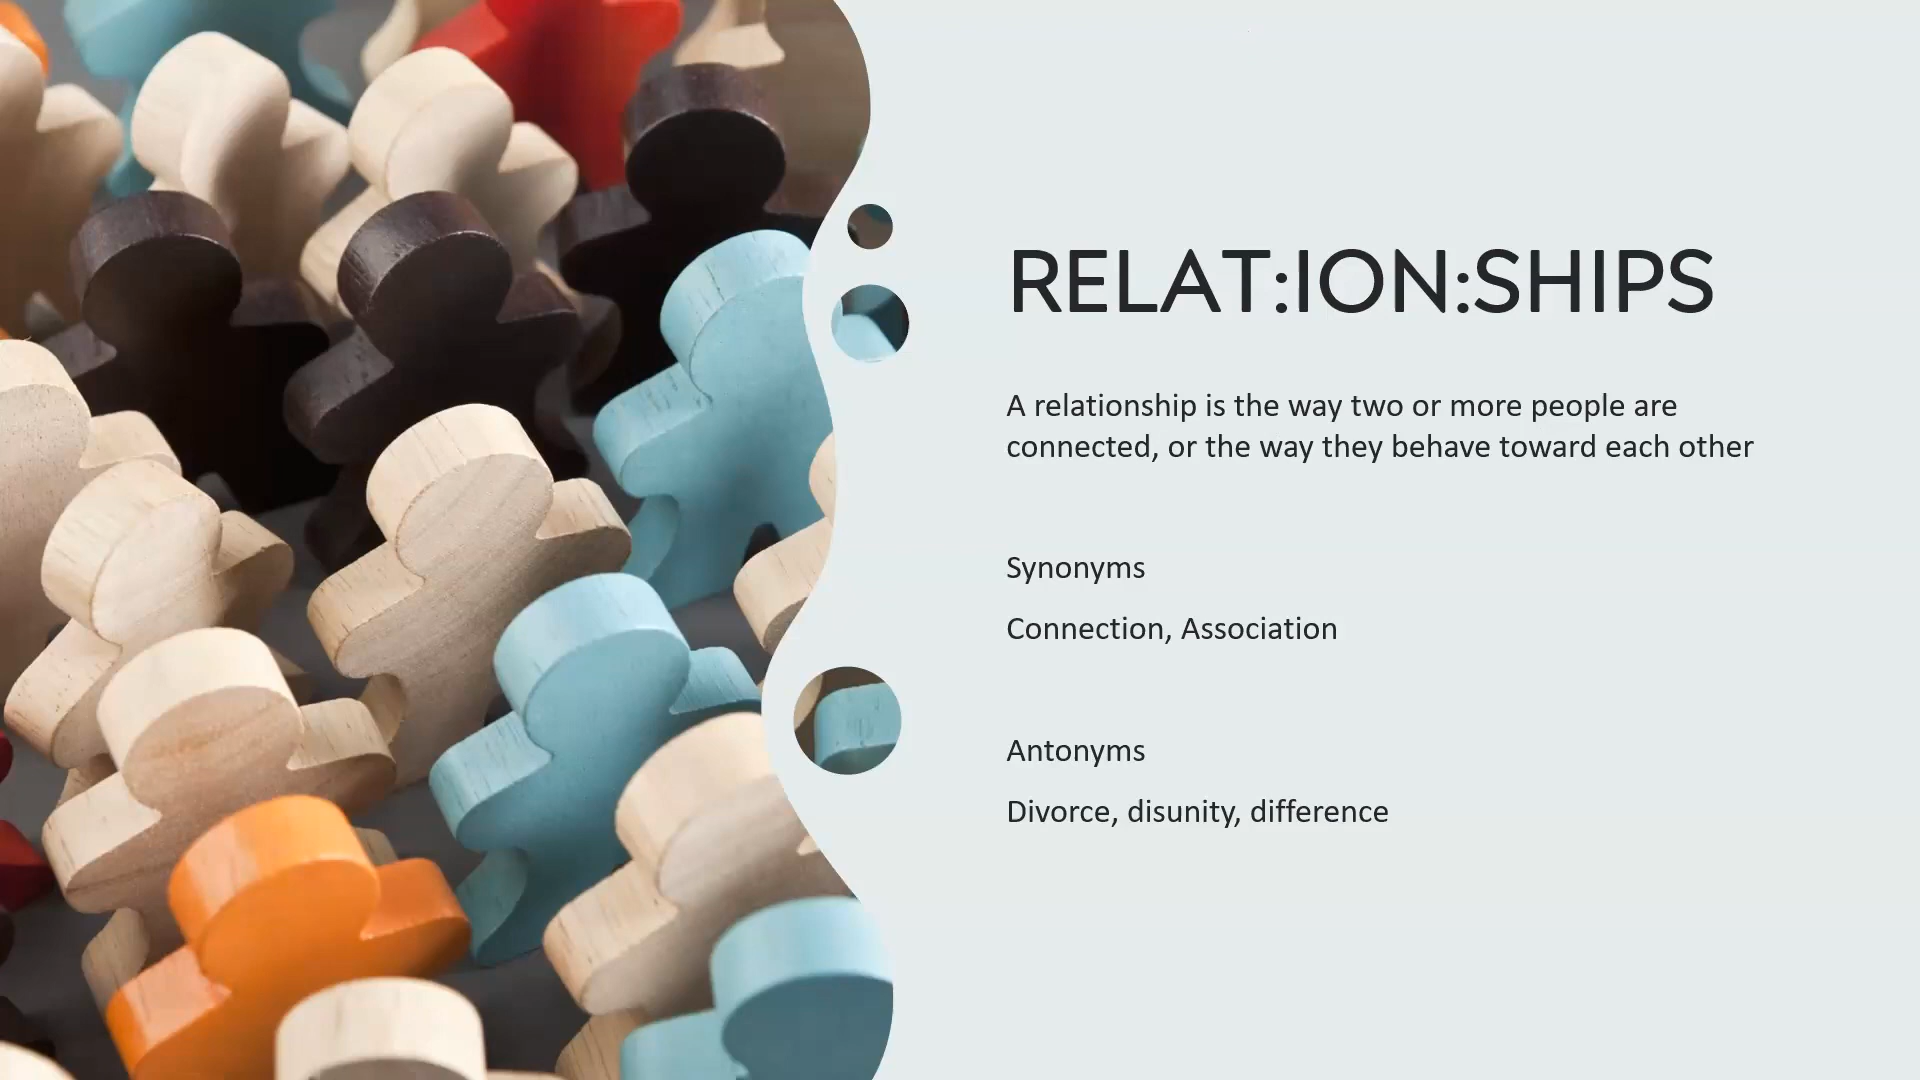 RELAT:ION:SHIPS
A relationship is the way two or more people are
connected, or the way they behave toward each other
Synonyms
Connection, Association
Antonyms
Divorce, disunity, difference